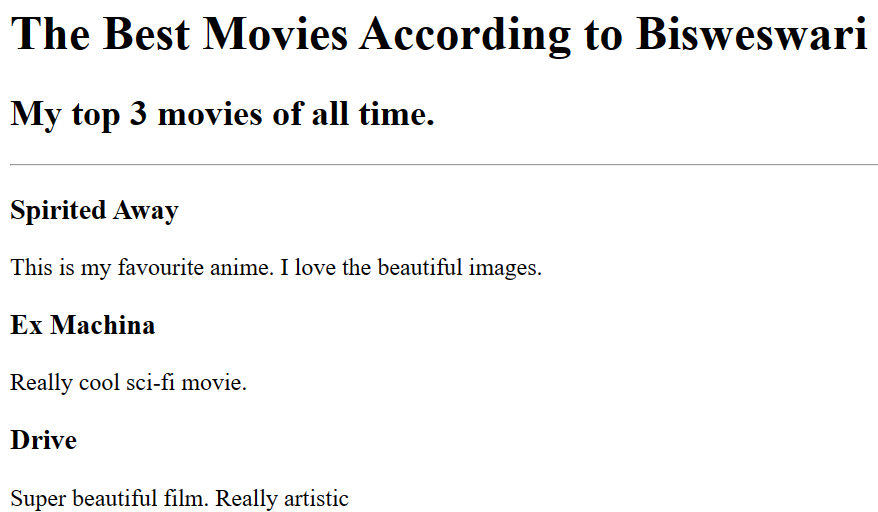 The Best Movies According to Bisweswari
My top 3 movies of all time.
Spirited Away
This is my favourite anime. I love the beautiful images.
Ex Machina
Really cool sci-fi movie.
Drive
Super beautiful film. Really artistic